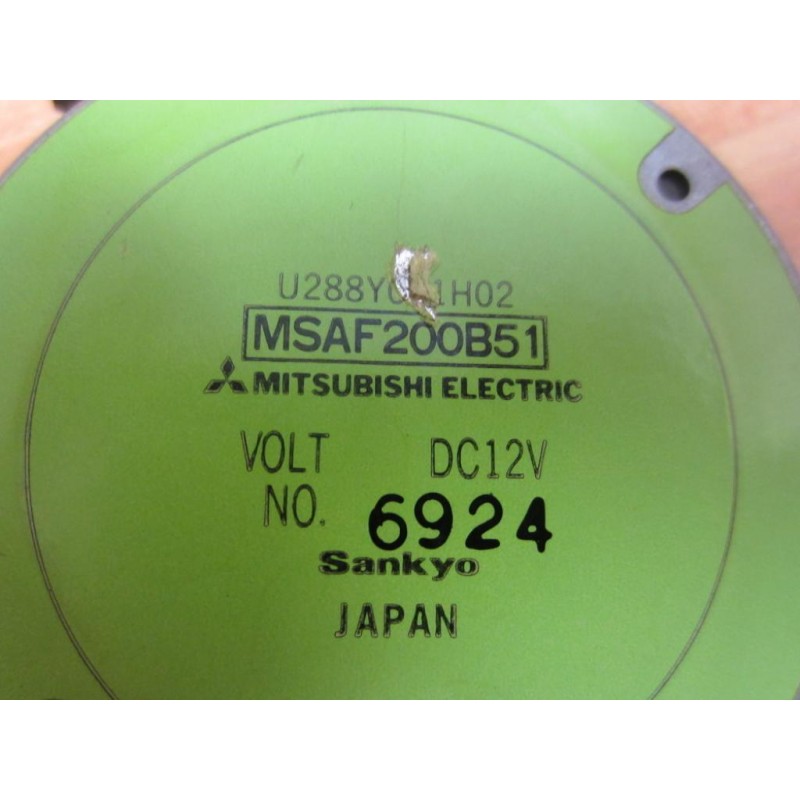 MSAF200B51
MITSUBISHI ELECTRIC
VOLT DC12V
NO. 6924
Sankyo
JAPAN